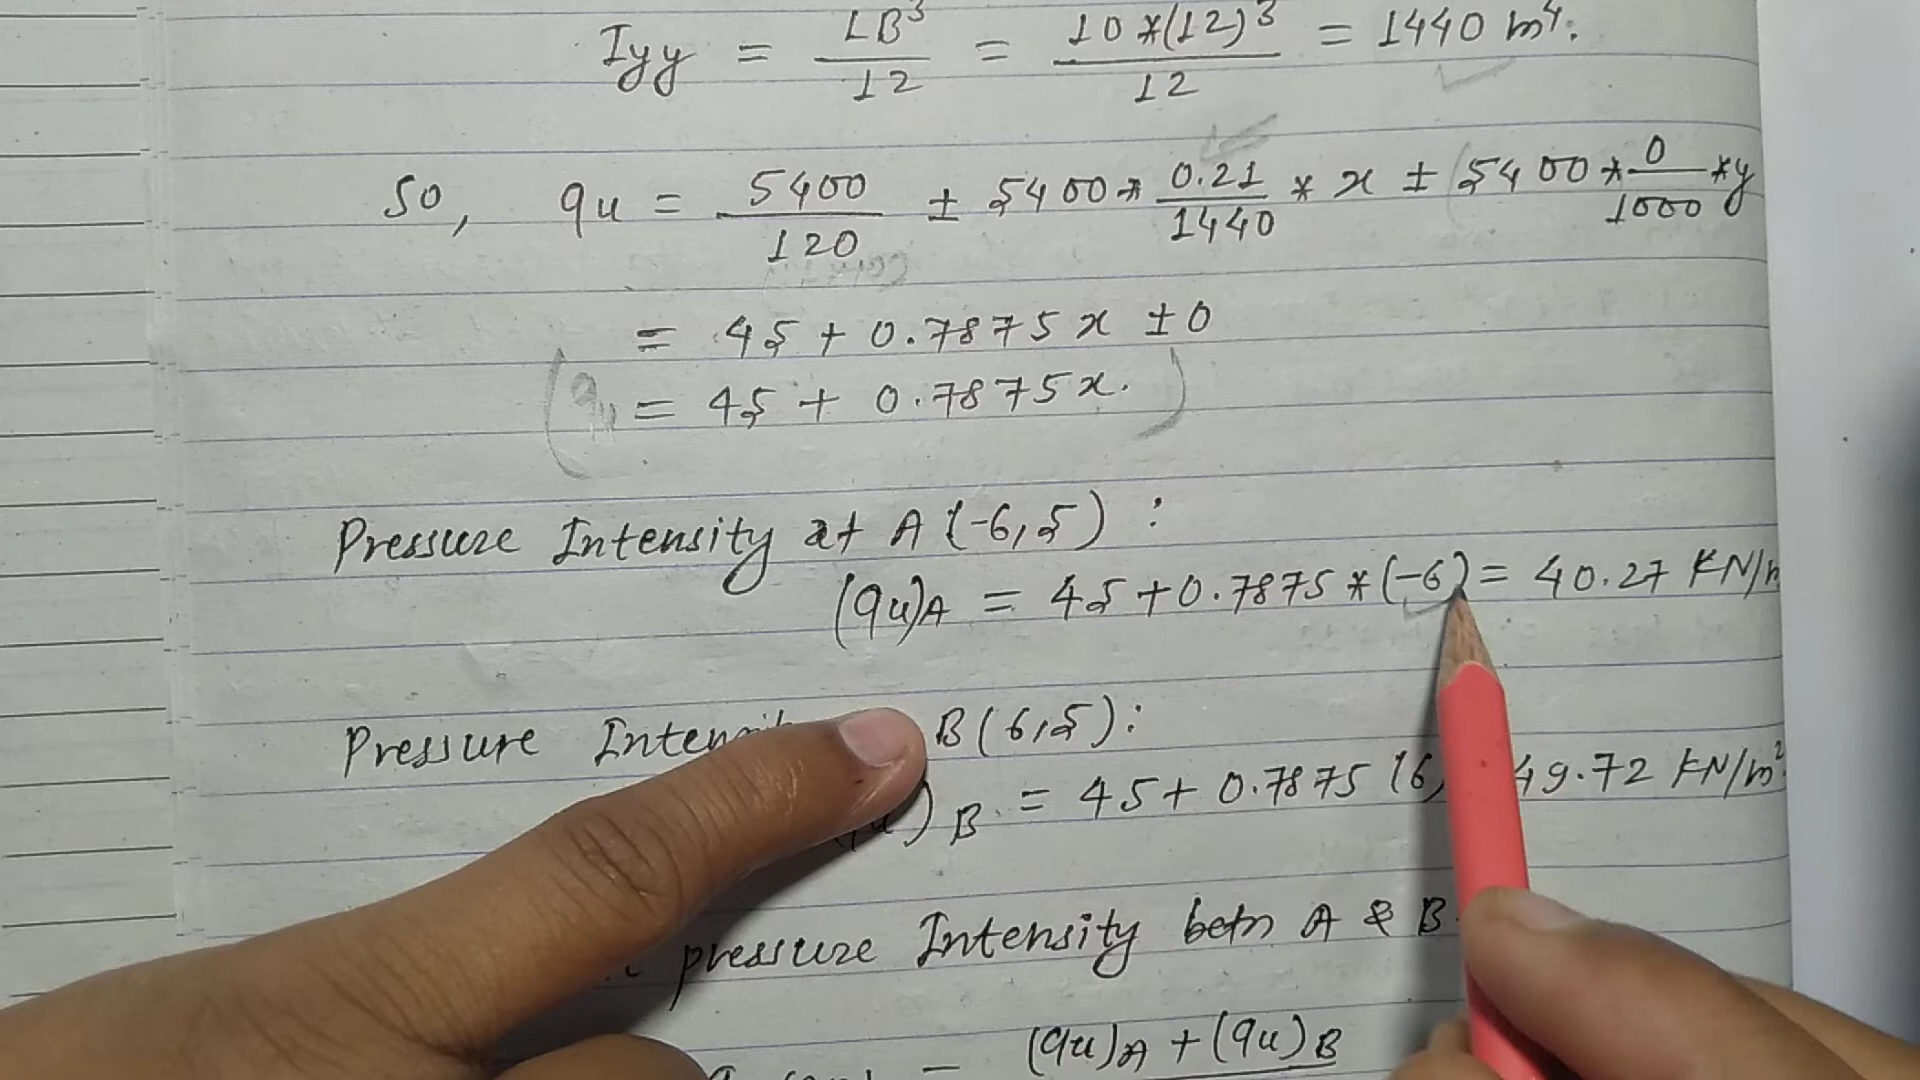 Iyy = LB³/12 = 10*(12)³/12 = 1440 m⁴.
So, qu = 5400/120 ± 5400*0.21/1440 * x ± (5400*0/1000*y
= 45 + 0.7875x ± 0
(qu = 45 + 0.7875x.)
Pressure Intensity at A(-6,5) :
(qu)A = 45+0.7875*(-6) = 40.27 KN/m
Pressure B(6,5):
)B = 45+ 0.7875 (6) 49.72 KN/m².
pressure Intensity betn A & B
(qu)A + (qu)B